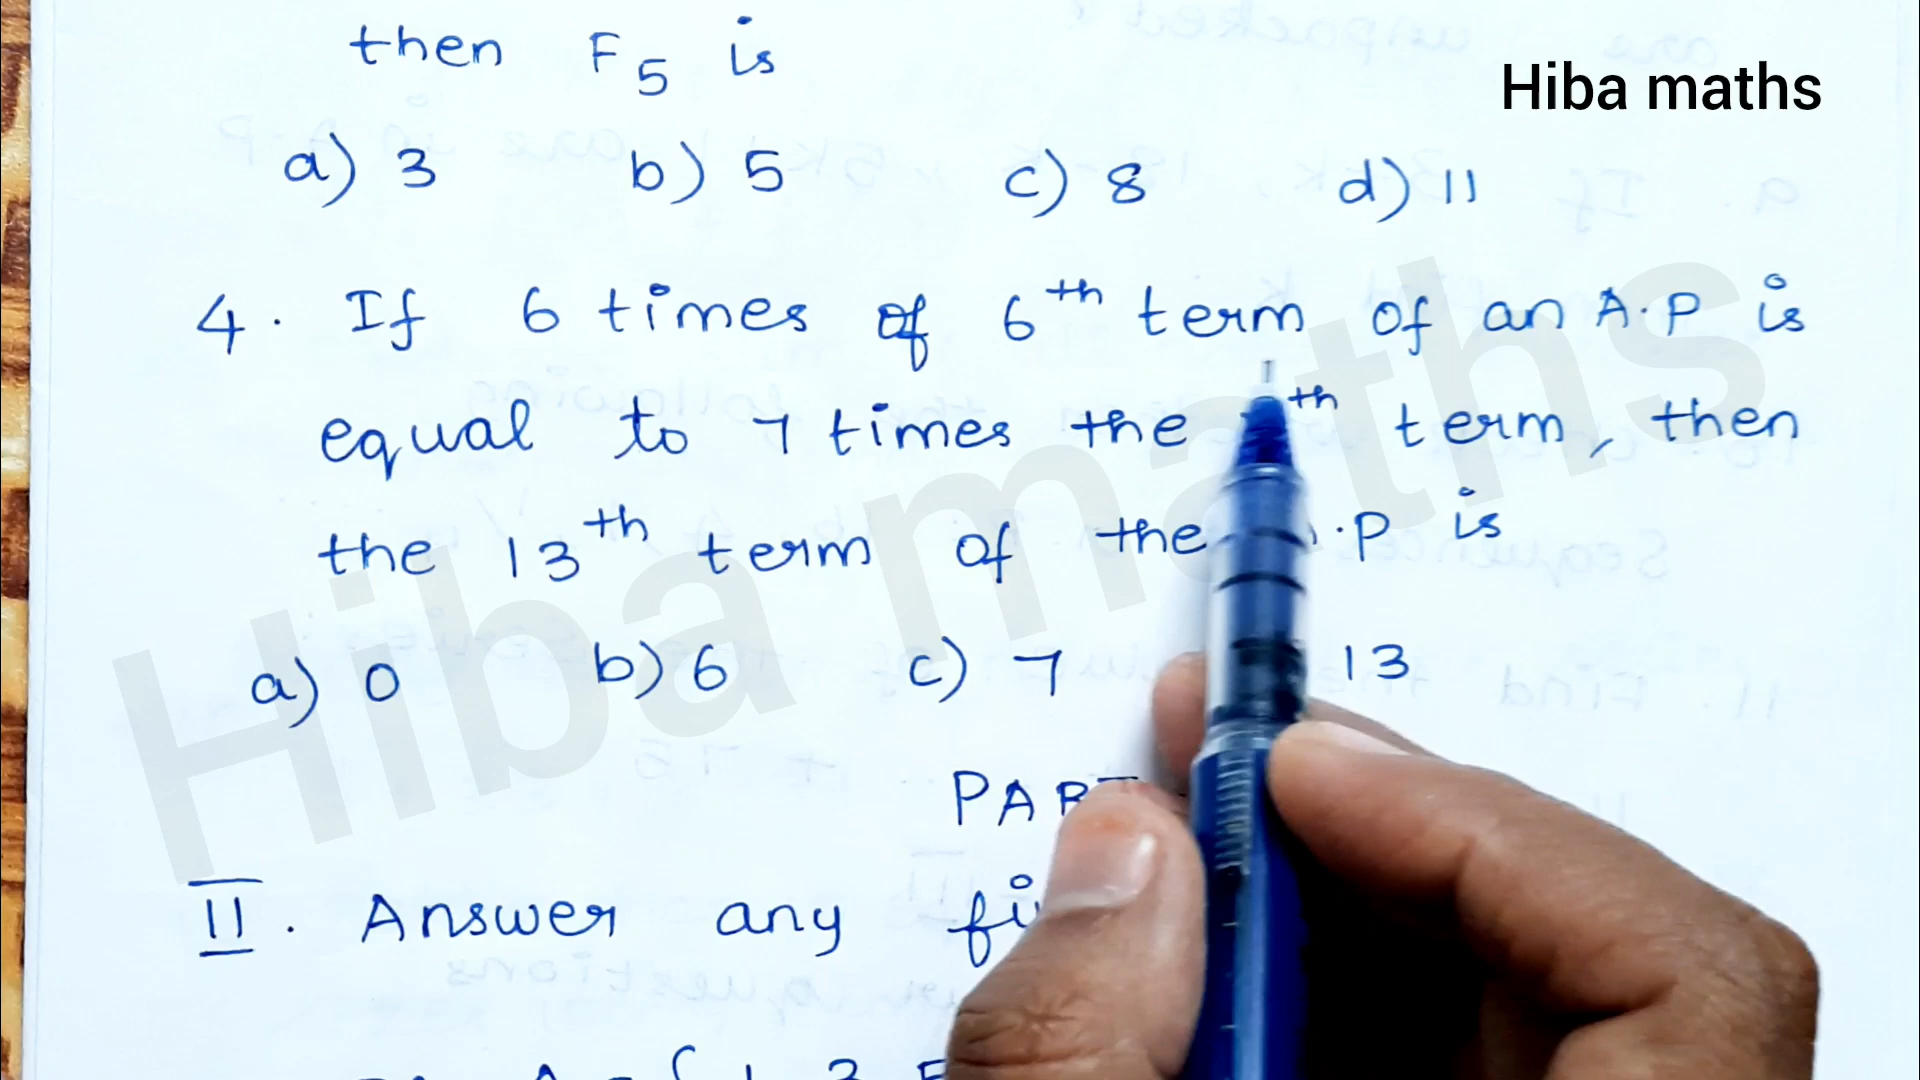 then F5 is
Hiba maths
a) 3 b) 5 c) 8 d) 11
4. If 6 times of 6th term of an A.P is
equal to 7 times the th term, then
the 13th term of the .P is
a) 0 b) 6 c) 7 13
Hiba maths
PART
II. Answer any